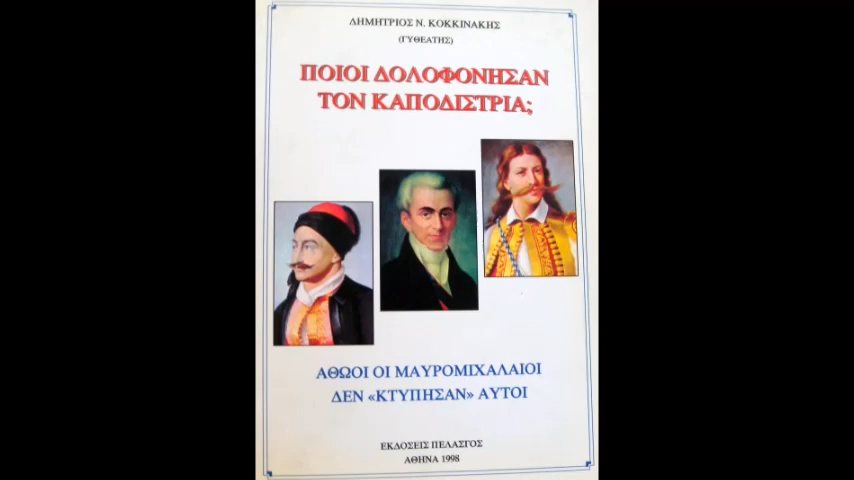 ΔΗΜΗΤΡΙΟΣ Ν. ΚΟΚΚΙΝΑΚΗΣ
(ΓΥΘΕΑΤΗΣ)
ΠΟΙΟΙ ΔΟΛΟΦΟΝΗΣΑΝ
ΤΟΝ ΚΑΠΟΔΙΣΤΡΙΑ;
ΑΘΩΟΙ ΟΙ ΜΑΥΡΟΜΙΧΑΛΑΙΟΙ
ΔΕΝ «ΚΤΥΠΗΣΑΝ» ΑΥΤΟΙ
ΕΚΔΟΣΕΙΣ ΠΕΛΑΣΓΟΣ
ΑΘΗΝΑ 1998